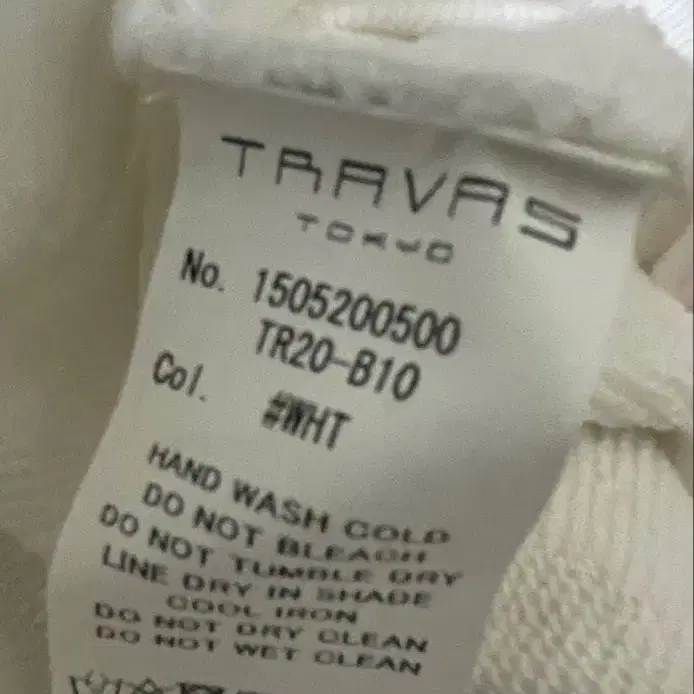 TRAVAS
TOKYO
No. 1505200500
TR20-B10
Col. #WHT
HAND WASH COLD
DO NOT BLEACH
DO NOT TUMBLE DRY
LINE DRY IN SHADE
COOL IRON
DO NOT DRY CLEAN
DO NOT WET CLEAN